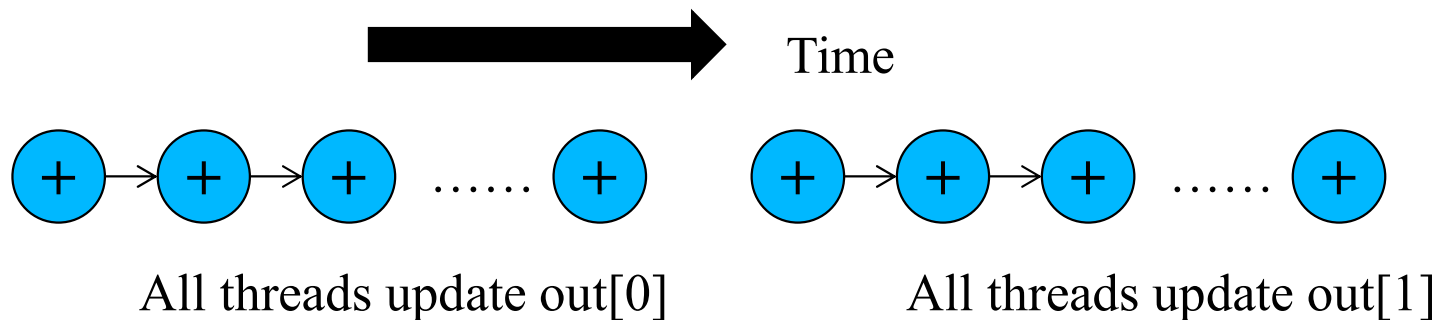 Time
+ + + ...... + + + + ...... +
All threads update out[0] All threads update out[1]